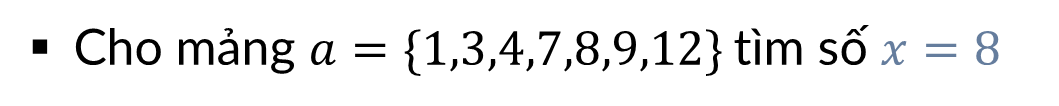 ▪ Cho mảng a = {1,3,4,7,8,9,12} tìm số x = 8